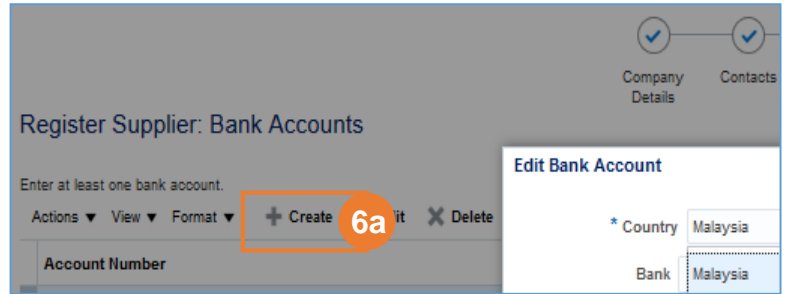 Company Details
Contacts
Register Supplier: Bank Accounts
Enter at least one bank account.
Actions ▼ View ▼ Format ▼ + Create 6a it ✖ Delete
Account Number
Edit Bank Account
* Country Malaysia
Bank Malaysia